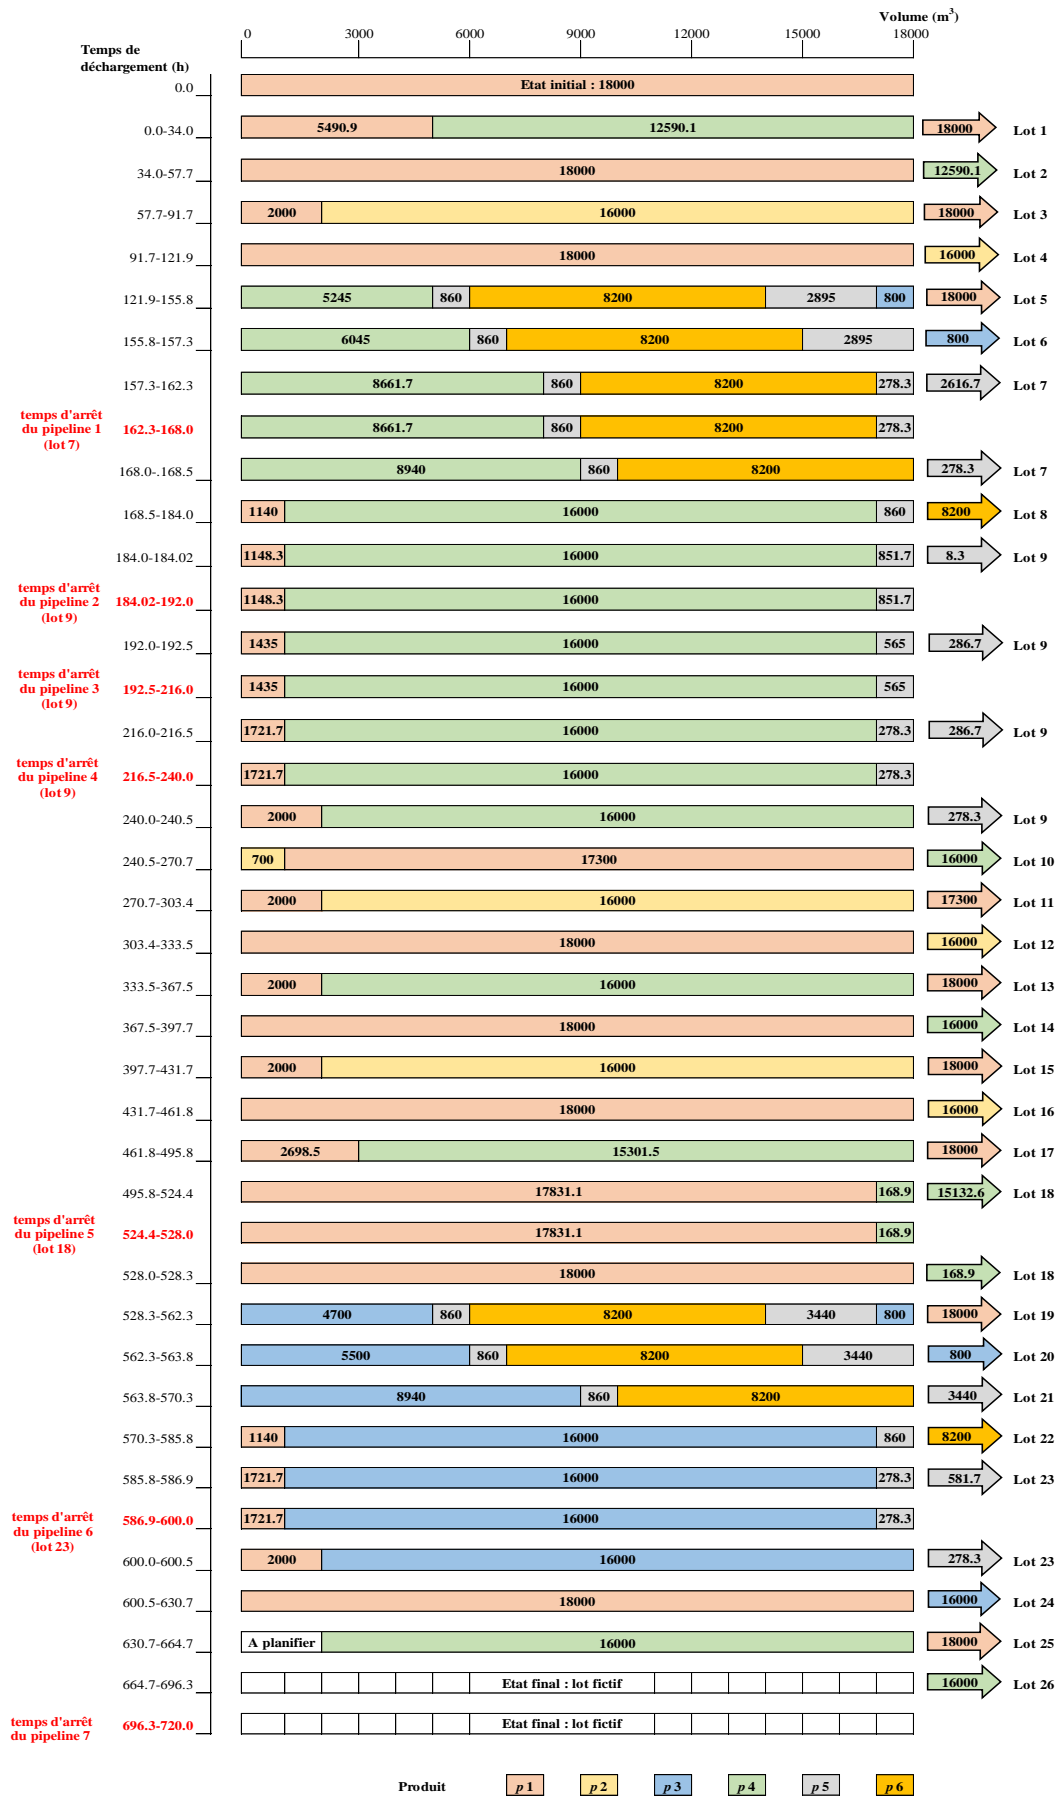 Volume (m3)
0 3000 6000 9000 12000 15000 18000
Temps de
déchargement (h)
0.0 Etat initial : 18000
0.0-34.0 5490.9 12590.1 18000 Lot 1
34.0-57.7 18000 12590.1 Lot 2
57.7-91.7 2000 16000 18000 Lot 3
91.7-121.9 18000 16000 Lot 4
121.9-155.8 5245 860 8200 2895 800 18000 Lot 5
155.8-157.3 6045 860 8200 2895 800 Lot 6
157.3-162.3 8661.7 860 8200 278.3 2616.7 Lot 7
temps d'arrêt
du pipeline 1 162.3-168.0 8661.7 860 8200 278.3
(lot 7)
168.0-.168.5 8940 860 8200 278.3 Lot 7
168.5-184.0 1140 16000 860 8200 Lot 8
184.0-184.02 1148.3 16000 851.7 8.3 Lot 9
temps d'arrêt
du pipeline 2 184.02-192.0 1148.3 16000 851.7
(lot 9)
192.0-192.5 1435 16000 565 286.7 Lot 9
temps d'arrêt
du pipeline 3 192.5-216.0 1435 16000 565
(lot 9)
216.0-216.5 1721.7 16000 278.3 286.7 Lot 9
temps d'arrêt
du pipeline 4 216.5-240.0 1721.7 16000 278.3
(lot 9)
240.0-240.5 2000 16000 278.3 Lot 9
240.5-270.7 700 17300 16000 Lot 10
270.7-303.4 2000 16000 17300 Lot 11
303.4-333.5 18000 16000 Lot 12
333.5-367.5 2000 16000 18000 Lot 13
367.5-397.7 18000 16000 Lot 14
397.7-431.7 2000 16000 18000 Lot 15
431.7-461.8 18000 16000 Lot 16
461.8-495.8 2698.5 15301.5 18000 Lot 17
495.8-524.4 17831.1 168.9 15132.6 Lot 18
temps d'arrêt
du pipeline 5 524.4-528.0 17831.1 168.9
(lot 18)
528.0-528.3 18000 168.9 Lot 18
528.3-562.3 4700 860 8200 3440 800 18000 Lot 19
562.3-563.8 5500 860 8200 3440 800 Lot 20
563.8-570.3 8940 860 8200 3440 Lot 21
570.3-585.8 1140 16000 860 8200 Lot 22
585.8-586.9 1721.7 16000 278.3 581.7 Lot 23
temps d'arrêt
du pipeline 6 586.9-600.0 1721.7 16000 278.3
(lot 23)
600.0-600.5 2000 16000 278.3 Lot 23
600.5-630.7 18000 16000 Lot 24
630.7-664.7 A planifier 16000 18000 Lot 25
664.7-696.3 Etat final : lot fictif 16000 Lot 26
temps d'arrêt
du pipeline 7 696.3-720.0 Etat final : lot fictif
Produit p 1 p 2 p 3 p 4 p 5 p 6